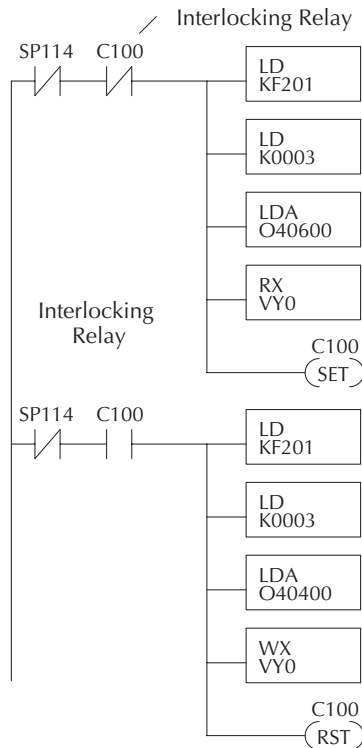 Interlocking Relay
SP114 C100
LD
KF201
LD
K0003
LDA
O40600
RX
VY0
Interlocking
Relay
C100
SET
SP114 C100
LD
KF201
LD
K0003
LDA
O40400
WX
VY0
C100
RST